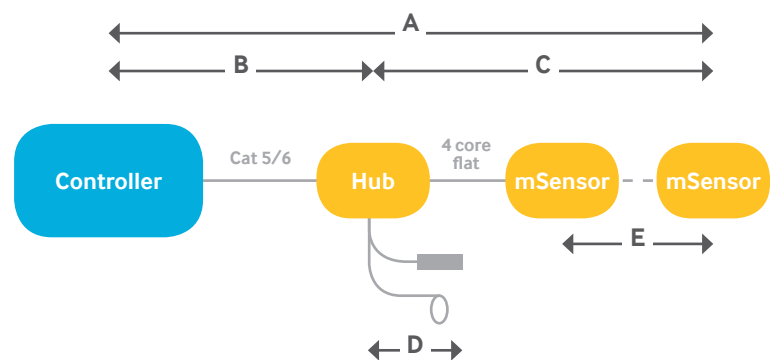 A
B
C
Controller
Cat 5/6
Hub
4 core
flat
mSensor
mSensor
E
D